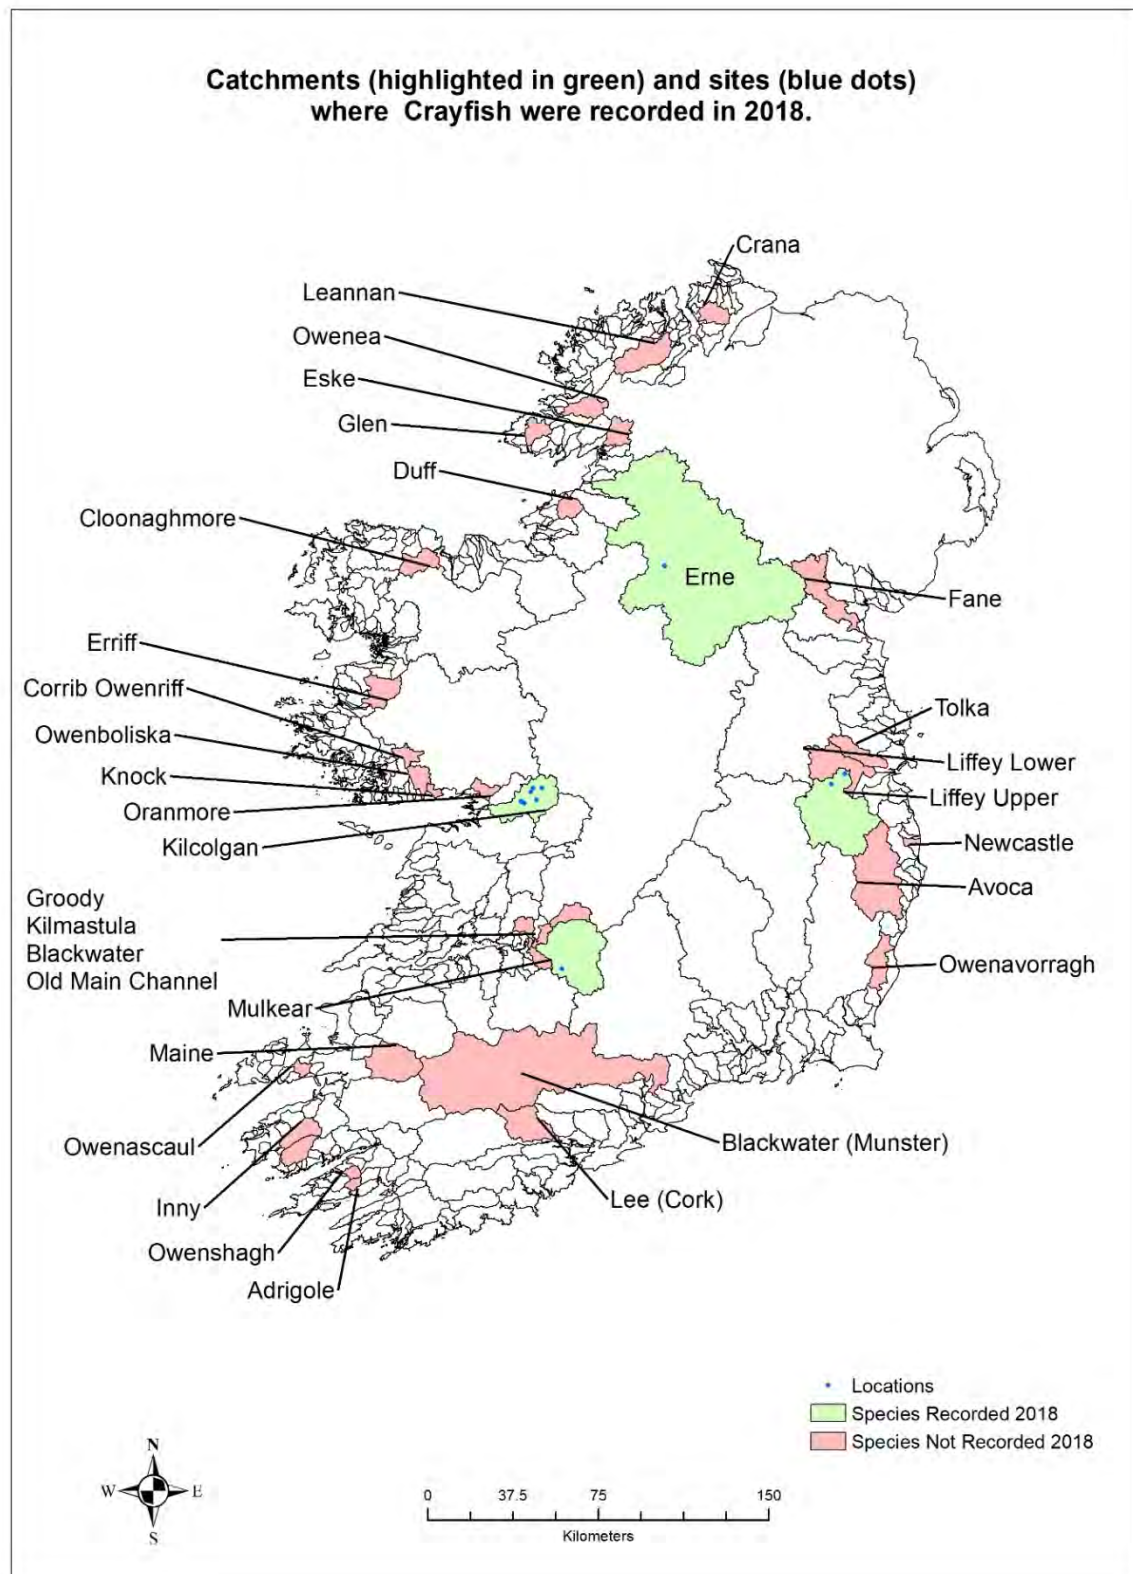 Catchments (highlighted in green) and sites (blue dots)
where Crayfish were recorded in 2018.
Crana
Leannan
Owenea
Eske
Glen
Duff
Cloonaghmore
Erne
Fane
Erriff
Corrib Owenriff
Owenboliska
Knock
Oranmore
Kilcolgan
Tolka
Liffey Lower
Liffey Upper
Newcastle
Avoca
Owenavorragh
Groody
Kilmastula
Blackwater
Old Main Channel
Mulkear
Maine
Owenascaul
Inny
Owenshagh
Adrigole
Blackwater (Munster)
Lee (Cork)
Locations
Species Recorded 2018
Species Not Recorded 2018
N
W
E
S
0 37.5 75 150
Kilometers